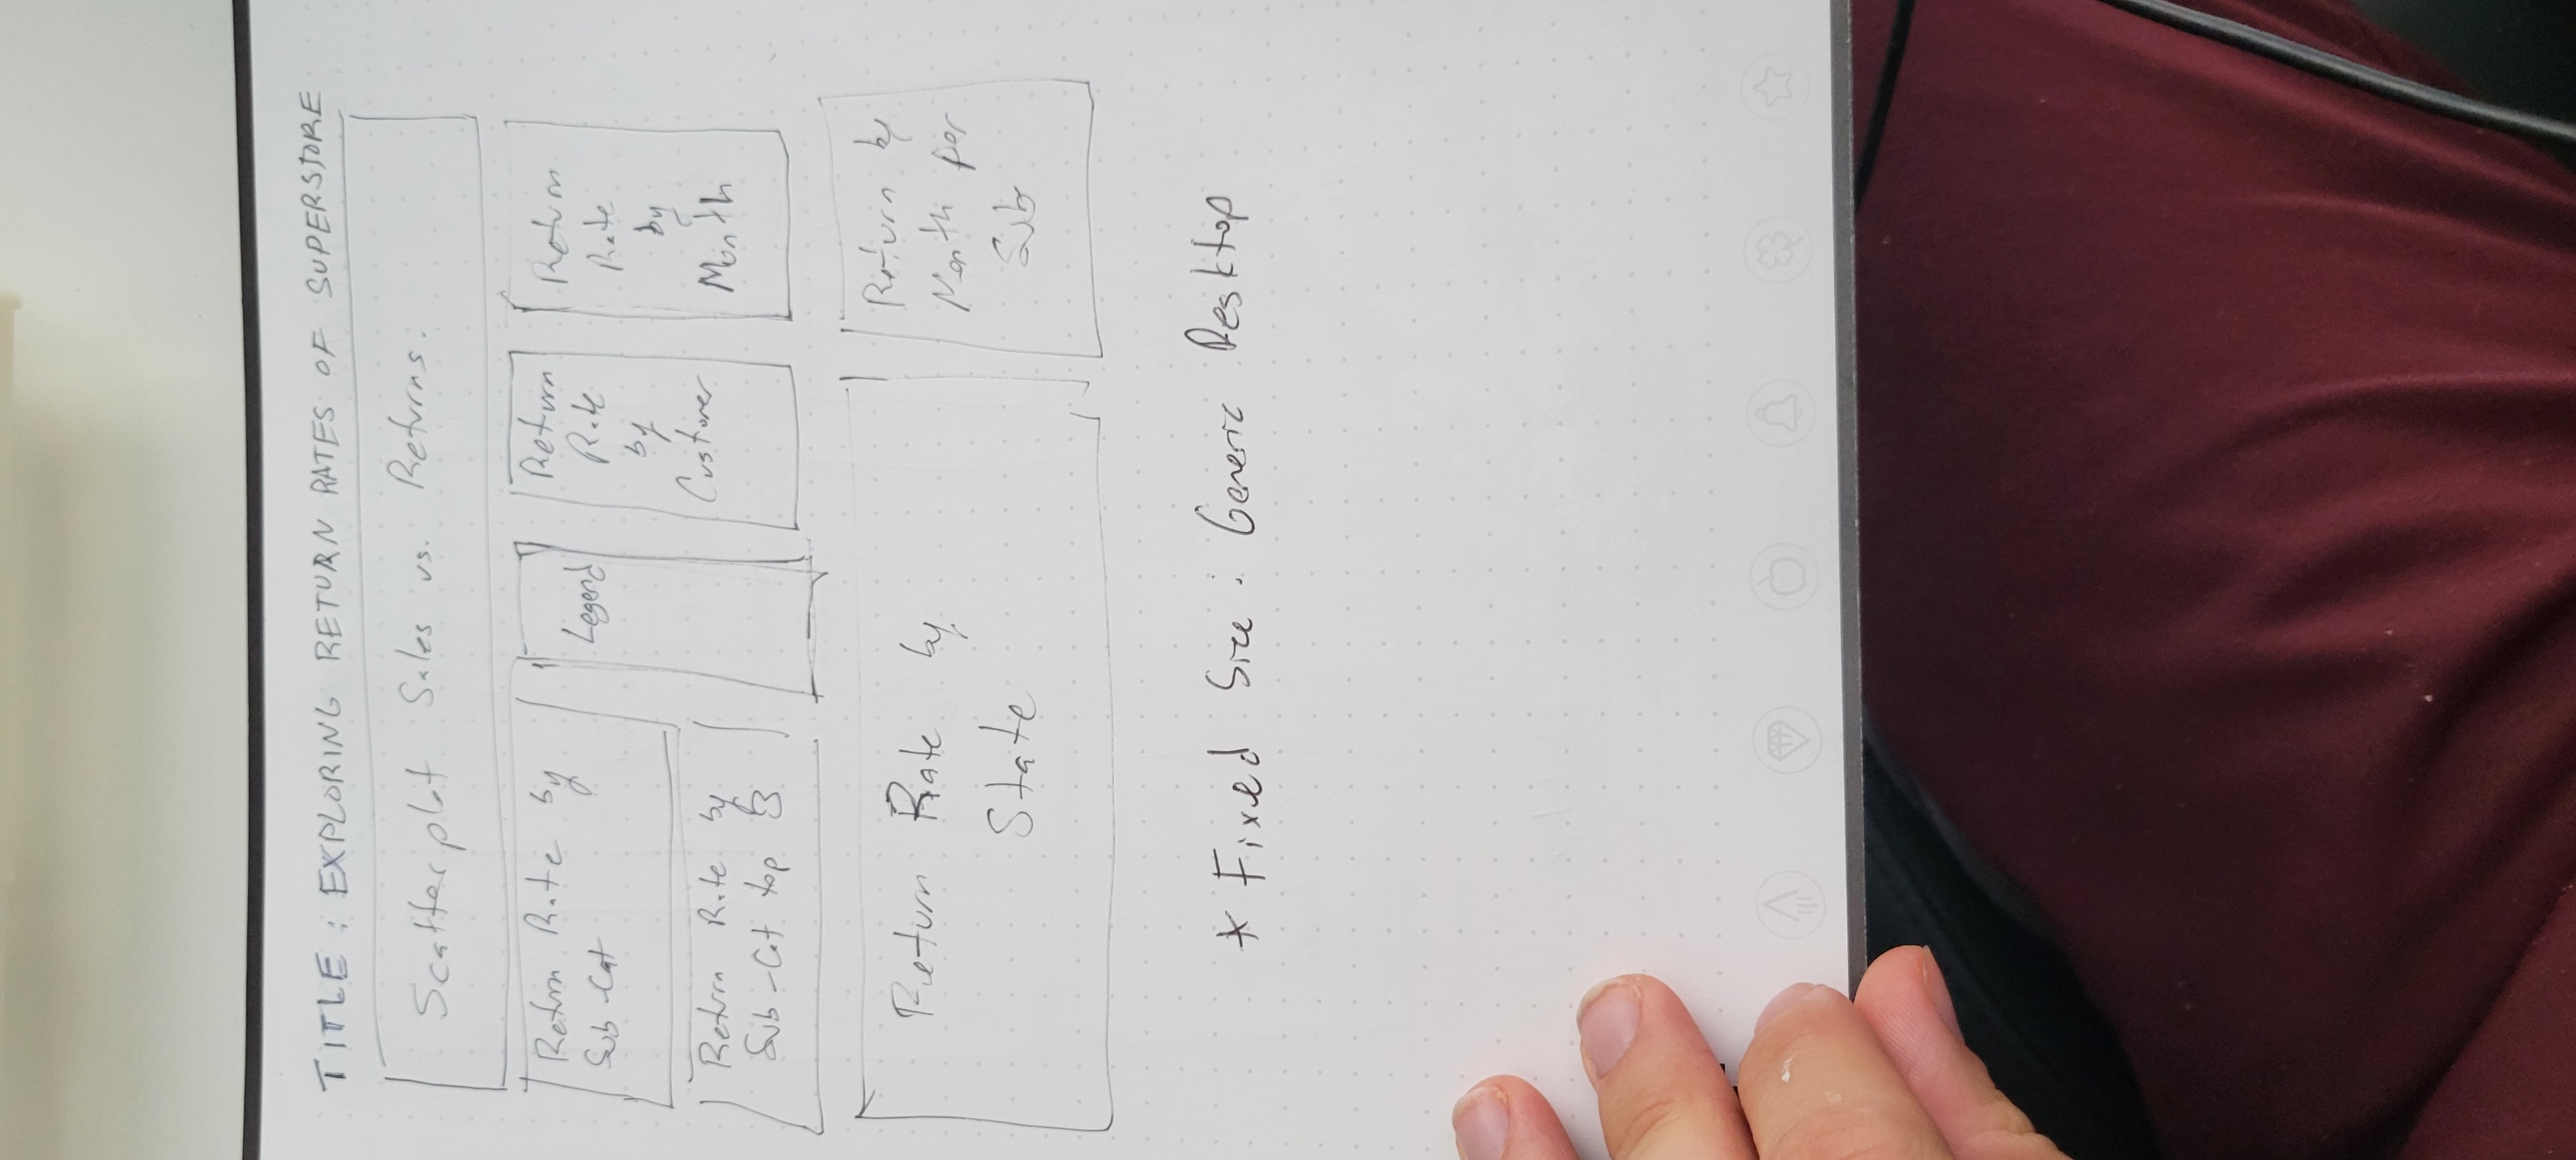 TITLE : EXPLORING RETURN RATES OF SUPERSTORE
Scatterplot Sales vs. Returns.
Return Rate by
Sub-Cat
Return Rate by
Sub-Cat top 3
Legend
Return
Rate
by
Customer
Return
Rate
by
Month
Return Rate by
State
Return by
Month per
Sub
* Fixed Size : Generic Desktop